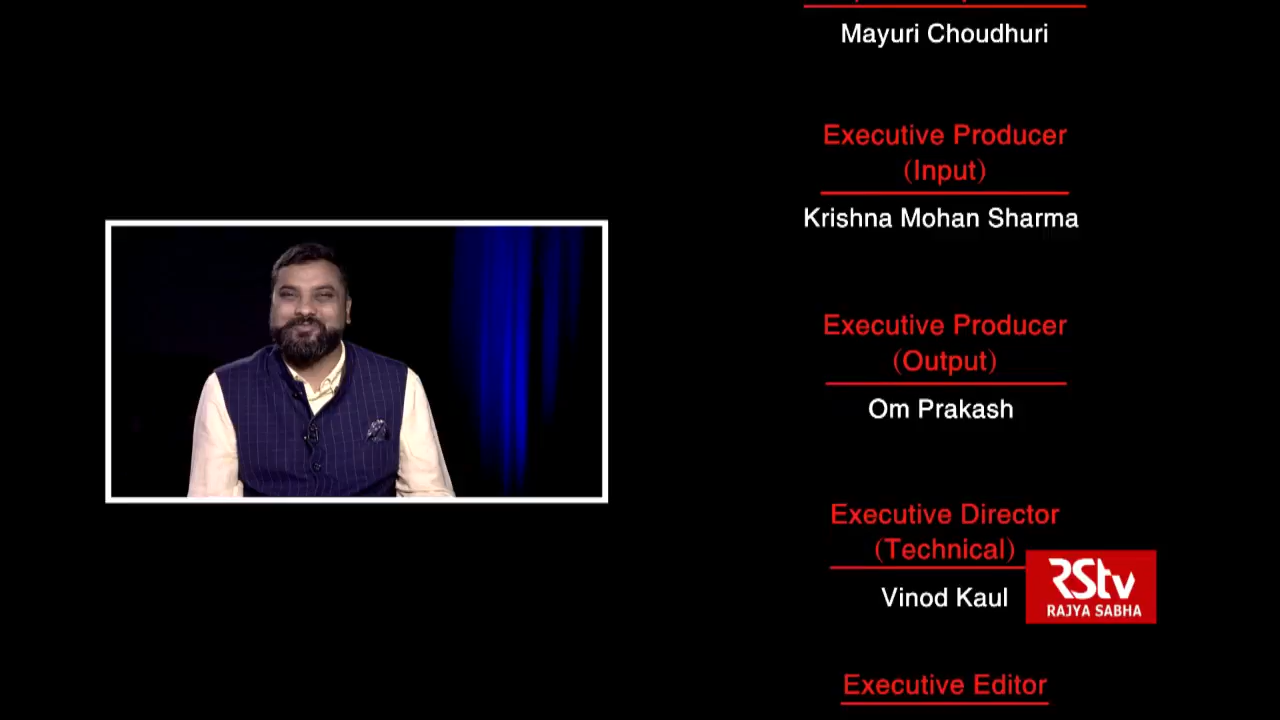 Mayuri Choudhuri
Executive Producer
(Input)
Krishna Mohan Sharma
Executive Producer
(Output)
Om Prakash
Executive Director
(Technical)
Vinod Kaul
RStv
RAJYA SABHA
Executive Editor